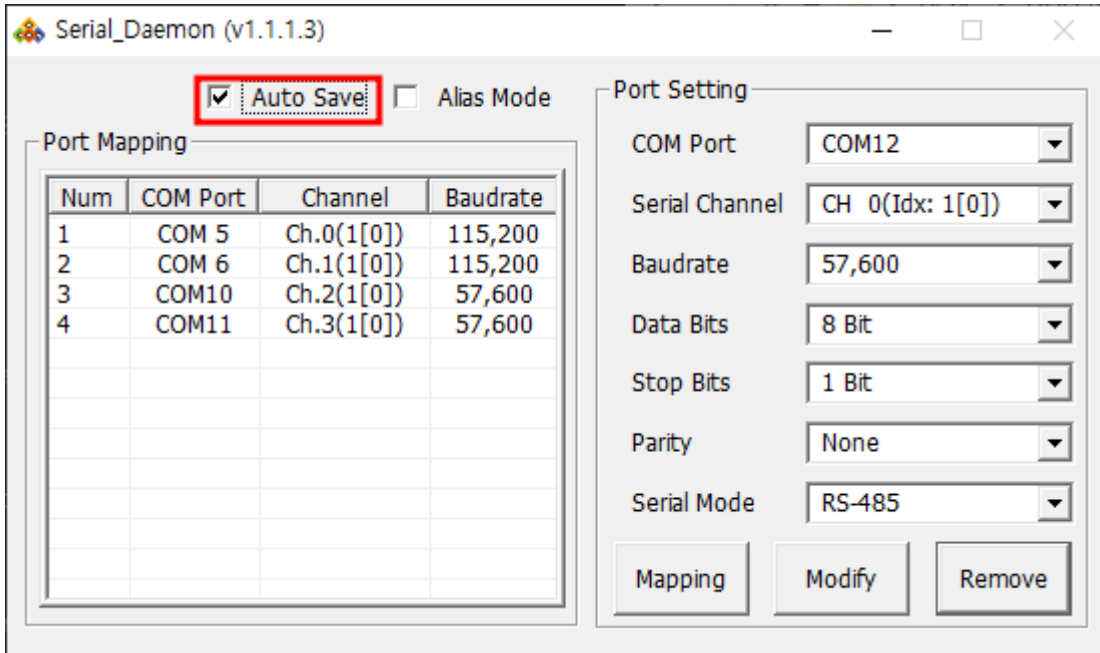 Serial_Daemon (v1.1.1.3)
Auto Save Alias Mode
Port Mapping
Num COM Port Channel Baudrate
1 COM 5 Ch.0(1[0]) 115,200
2 COM 6 Ch.1(1[0]) 115,200
3 COM10 Ch.2(1[0]) 57,600
4 COM11 Ch.3(1[0]) 57,600
Port Setting
COM Port COM12
Serial Channel CH 0(Idx: 1[0])
Baudrate 57,600
Data Bits 8 Bit
Stop Bits 1 Bit
Parity None
Serial Mode RS-485
Mapping Modify Remove